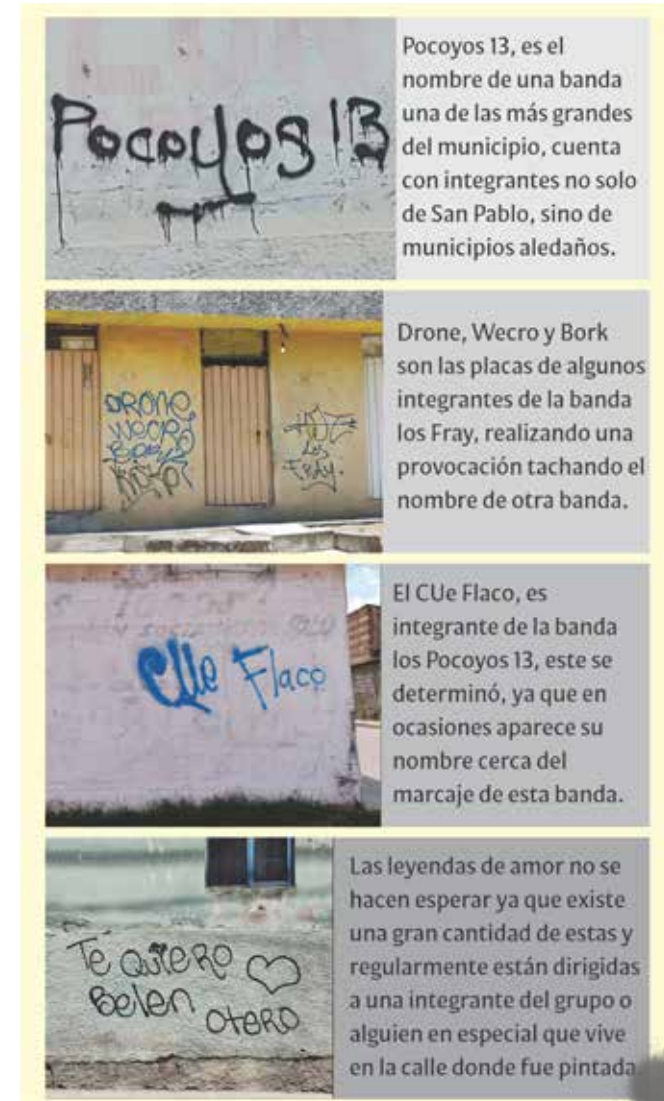 Pocoyos 13
Pocoyos 13, es el
nombre de una banda
una de las más grandes
del municipio, cuenta
con integrantes no solo
de San Pablo, sino de
municipios aledaños.
DRONE,
WECRO
BORK
LOS
FRAY.
Drone, Wecro y Bork
son las placas de algunos
integrantes de la banda
los Fray, realizando una
provocación tachando el
nombre de otra banda.
CUe Flaco
El CUe Flaco, es
integrante de la banda
los Pocoyos 13, este se
determinó, ya que en
ocasiones aparece su
nombre cerca del
marcaje de esta banda.
Te QuieRo
Belen OteRO
Las leyendas de amor no se
hacen esperar ya que existe
una gran cantidad de estas y
regularmente están dirigidas
a una integrante del grupo o
alguien en especial que vive
en la calle donde fue pintada